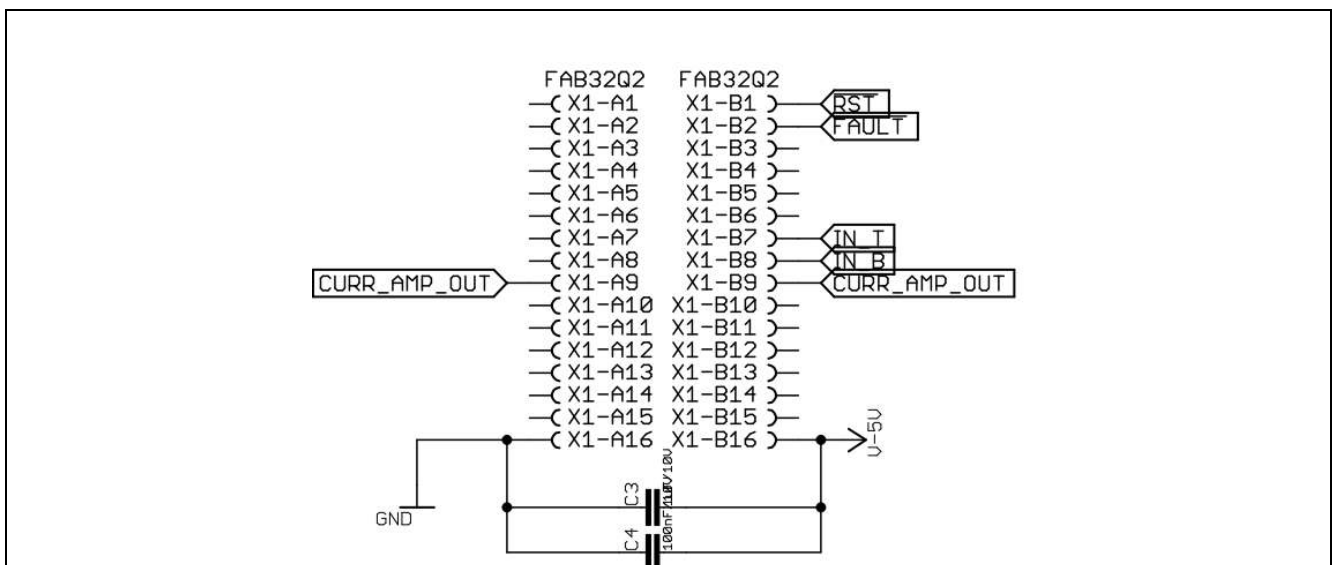 FAB32Q2 FAB32Q2
X1-A1 X1-B1 RST
X1-A2 X1-B2 FAULT
X1-A3 X1-B3
X1-A4 X1-B4
X1-A5 X1-B5
X1-A6 X1-B6
X1-A7 X1-B7 IN_T
X1-A8 X1-B8 IN_B
CURR_AMP_OUT X1-A9 X1-B9 CURR_AMP_OUT
X1-A10 X1-B10
X1-A11 X1-B11
X1-A12 X1-B12
X1-A13 X1-B13
X1-A14 X1-B14
X1-A15 X1-B15
X1-A16 X1-B16 V-5V
GND
C3
C4